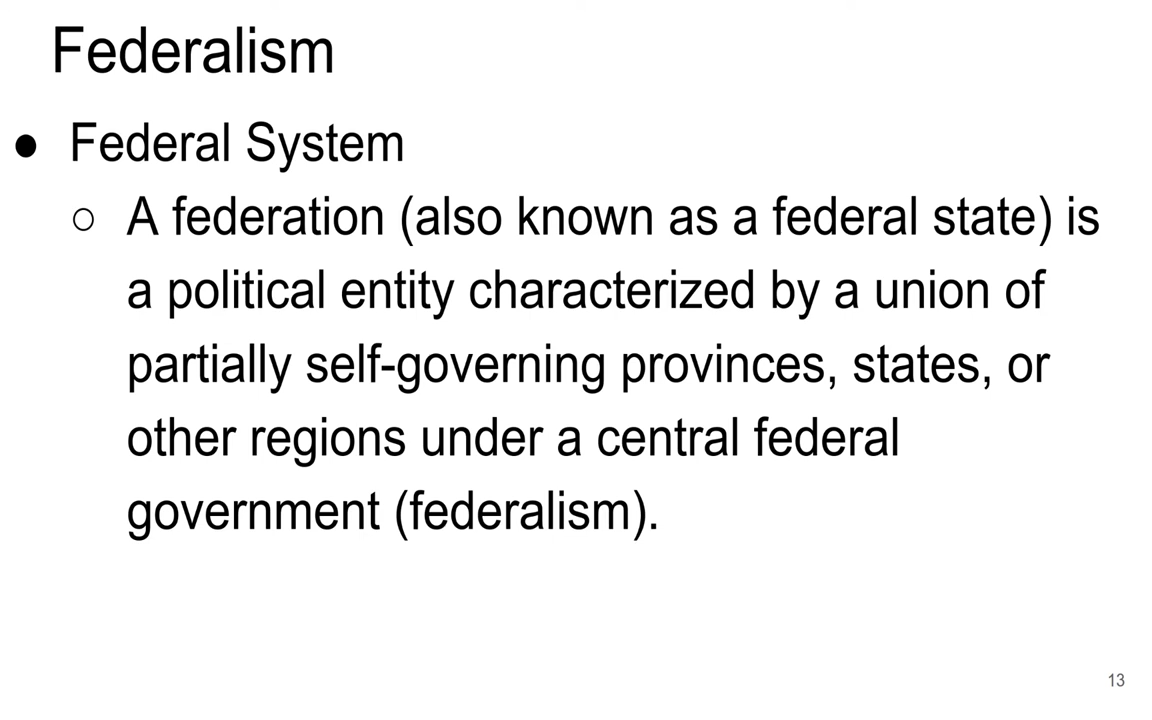 Federalism
● Federal System
○ A federation (also known as a federal state) is
a political entity characterized by a union of
partially self-governing provinces, states, or
other regions under a central federal
government (federalism).
13